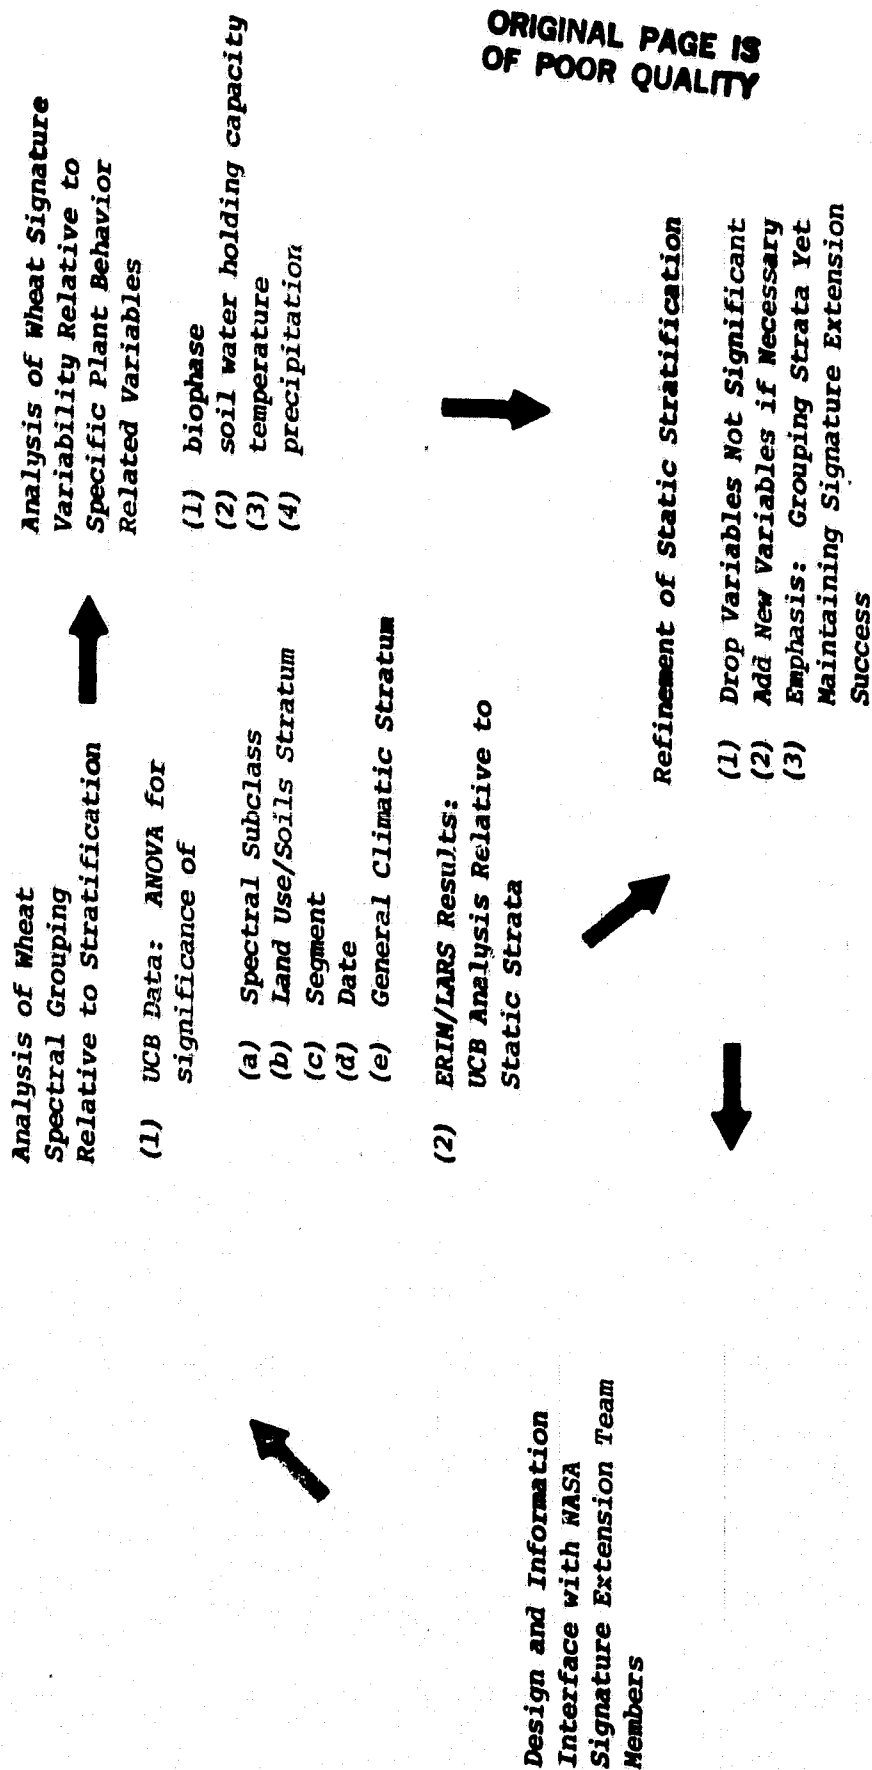 ORIGINAL PAGE IS
OF POOR QUALITY
Analysis of Wheat
Spectral Grouping
Relative to Stratification
(1) UCB Data: ANOVA for
significance of
(a) Spectral Subclass
(b) Land Use/Soils Stratum
(c) Segment
(d) Date
(e) General Climatic Stratum
(2) ERIM/LARS Results:
UCB Analysis Relative to
Static Strata
Analysis of Wheat Signature
Variability Relative to
Specific Plant Behavior
Related Variables
(1) biophase
(2) soil water holding capacity
(3) temperature
(4) precipitation
Refinement of Static Stratification
(1) Drop Variables Not Significant
(2) Add New Variables if Necessary
(3) Emphasis: Grouping Strata Yet
Maintaining Signature Extension
Success
Design and Information
Interface with NASA
Signature Extension Team
Members